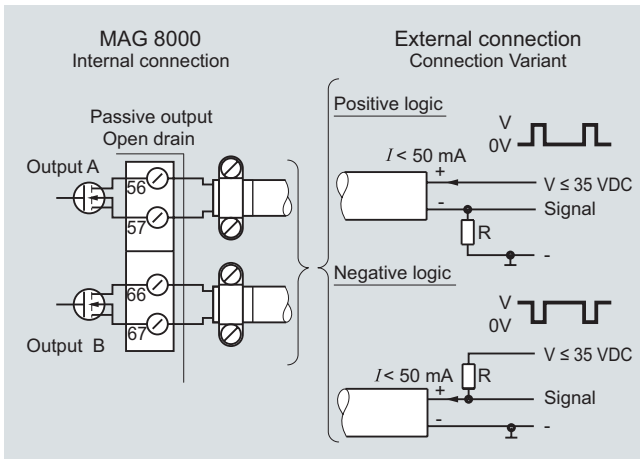 MAG 8000
Internal connection
Passive output
Open drain
Output A
56
57
66
67
Output B
External connection
Connection Variant
Positive logic
V
0V
I < 50 mA
+
V ≤ 35 VDC
-
Signal
R
-
Negative logic
V
0V
V ≤ 35 VDC
I < 50 mA
R
+
Signal
-
-